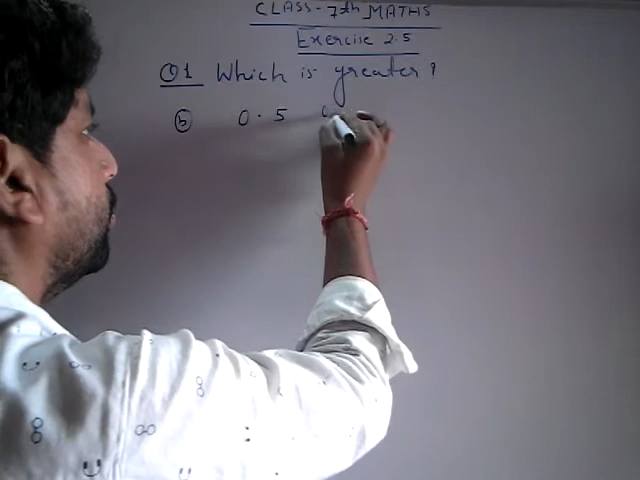 CLASS-7th MATHS
Exercise 2.5
Q1 Which is greater?
(b) 0.5